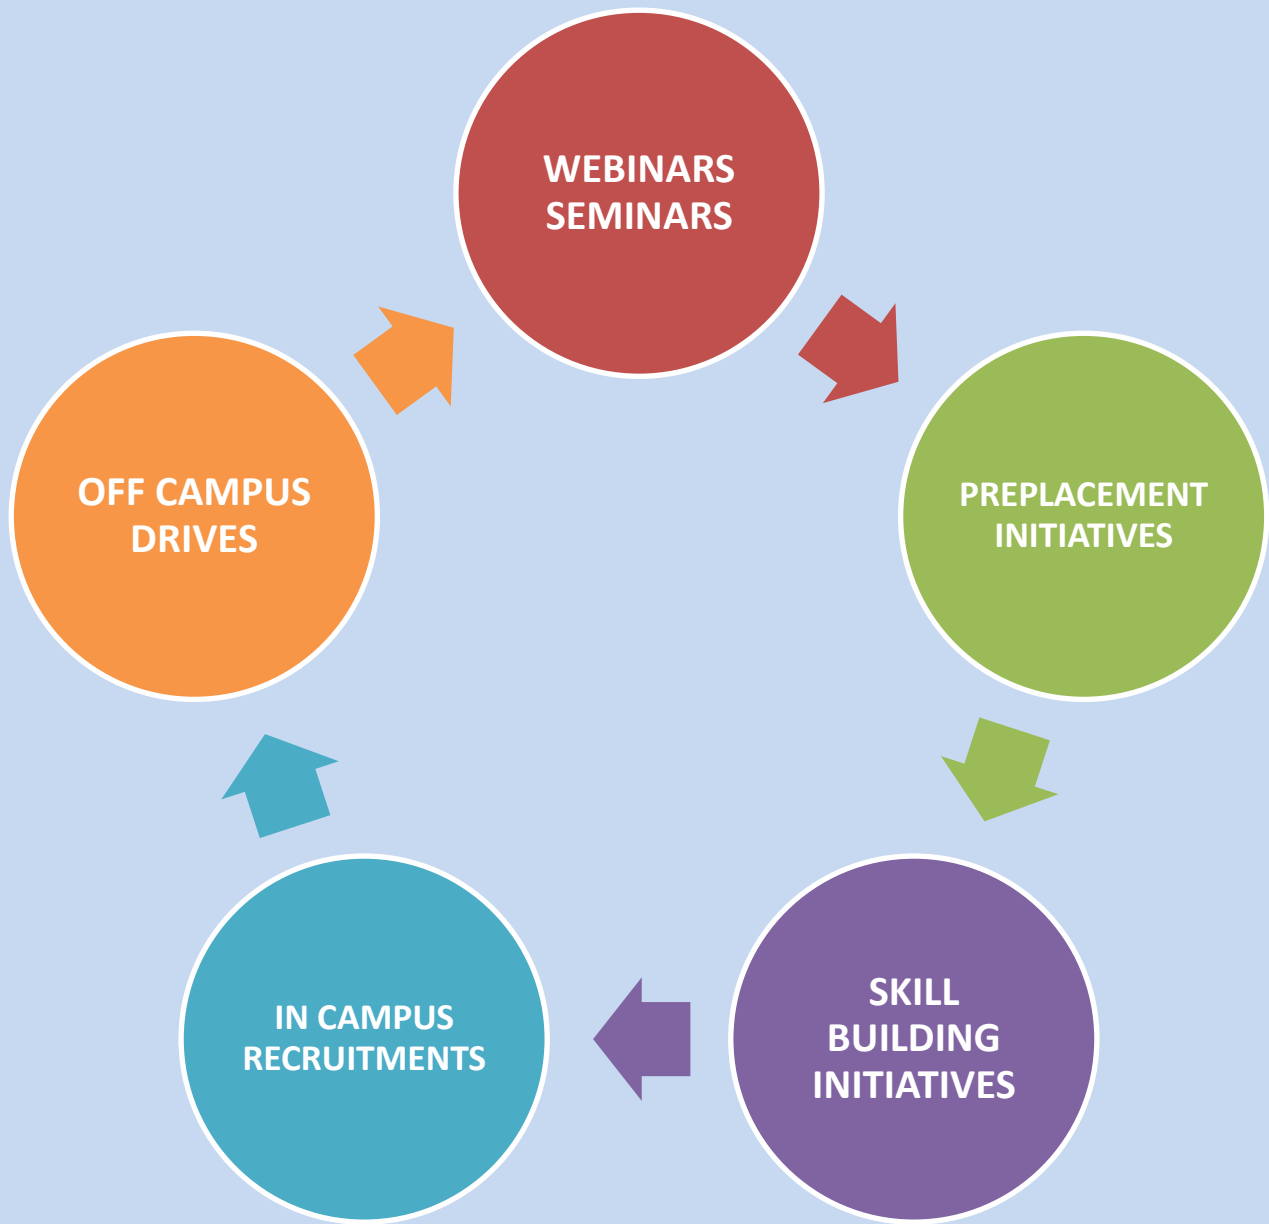 WEBINARS
SEMINARS
PREPLACEMENT
INITIATIVES
SKILL
BUILDING
INITIATIVES
IN CAMPUS
RECRUITMENTS
OFF CAMPUS
DRIVES